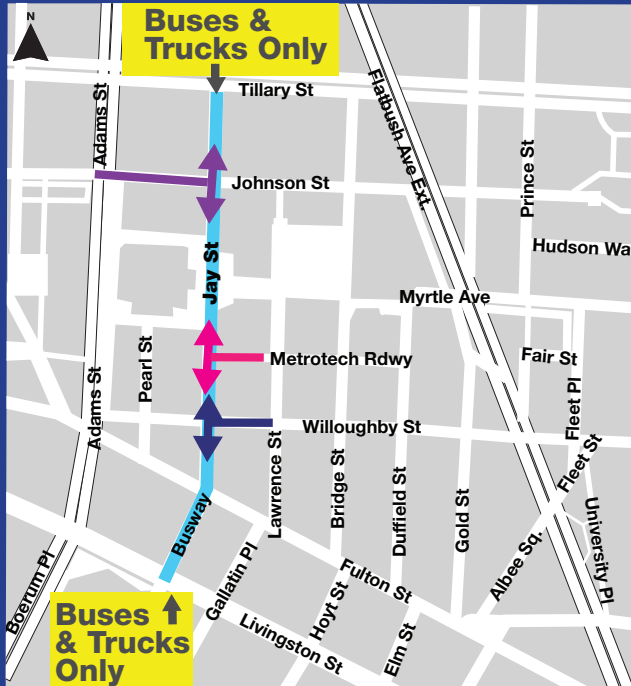 N
Buses &
Trucks Only
Tillary St
Adams St
Flatbush Ave Ext.
Johnson St
Prince St
Jay St
Hudson Wa
Myrtle Ave
Pearl St
Metrotech Rdwy
Fair St
Adams St
Willoughby St
Fleet Pl
Fleet St
Lawrence St
Bridge St
Duffield St
Gold St
Busway
University Pl
Albee Sq.
Boerum Pl
Gallatin Pl
Fulton St
Hoyt St
Elm St
Livingston St
Buses
& Trucks
Only